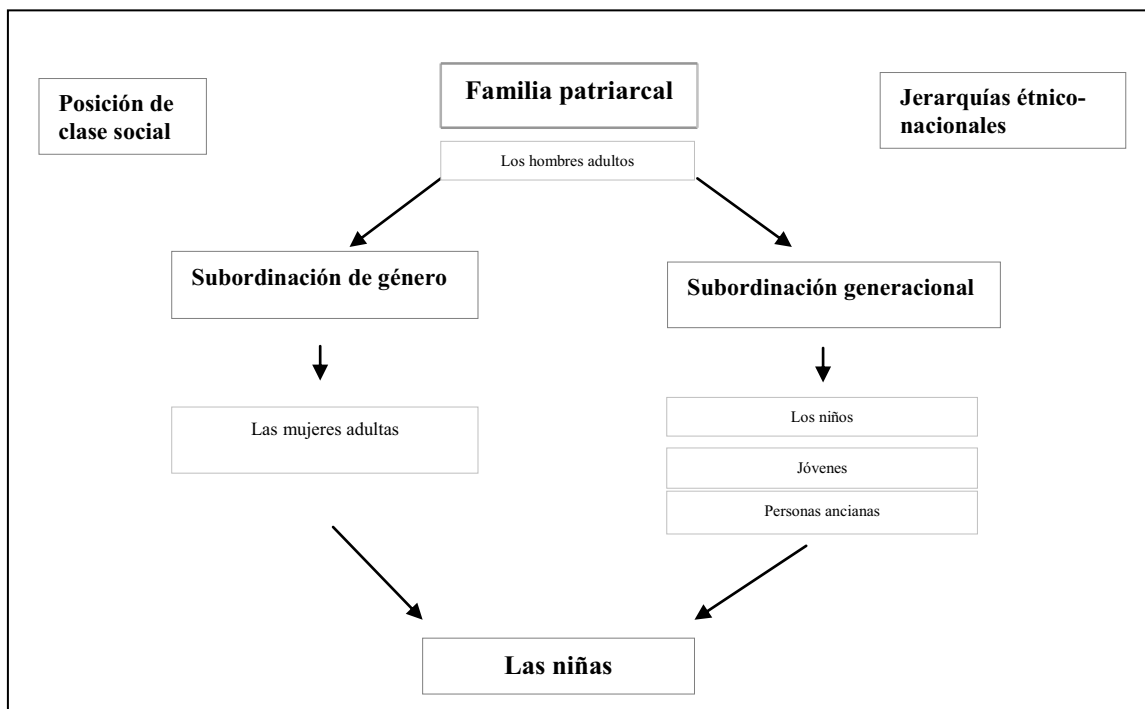 Posición de
clase social
Familia patriarcal
Jerarquías étnico-
nacionales
Los hombres adultos
Subordinación de género
Subordinación generacional
Las mujeres adultas
Los niños
Jóvenes
Personas ancianas
Las niñas